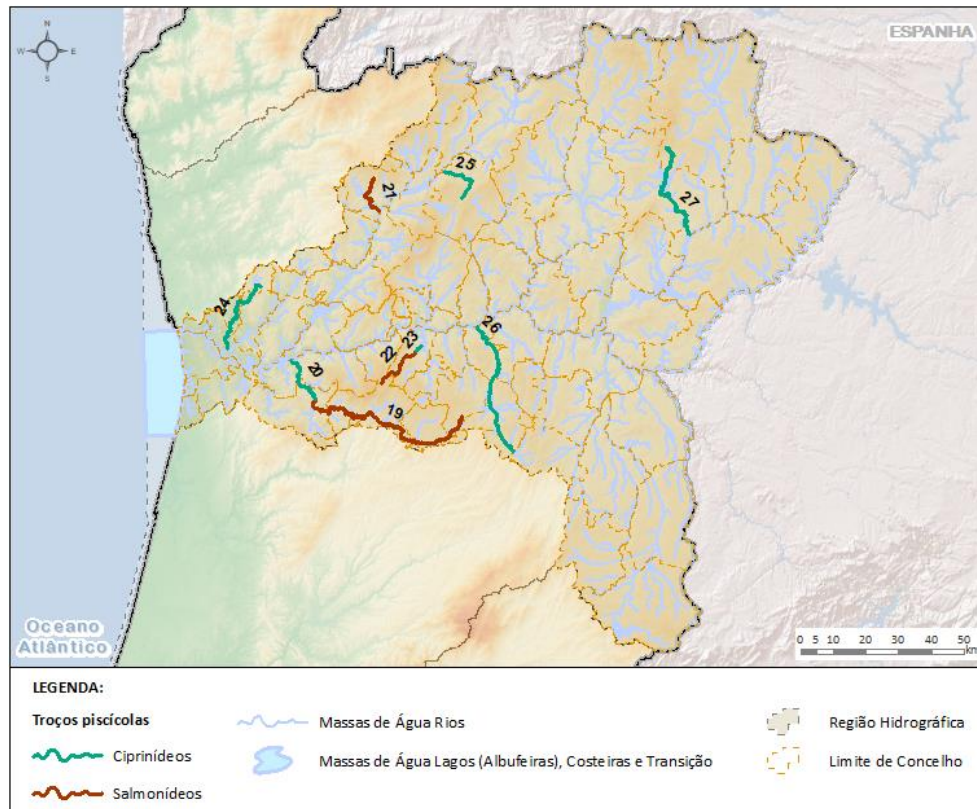 N
W E
S
ESPANHA
25
21
27
24
26
23
22
20
19
Oceano
Atlântico
0 5 10 20 30 40 50
km
LEGENDA:
Troços piscícolas
Ciprinídeos
Salmonídeos
Massas de Água Rios
Massas de Água Lagos (Albufeiras), Costeiras e Transição
Região Hidrográfica
Limite de Concelho